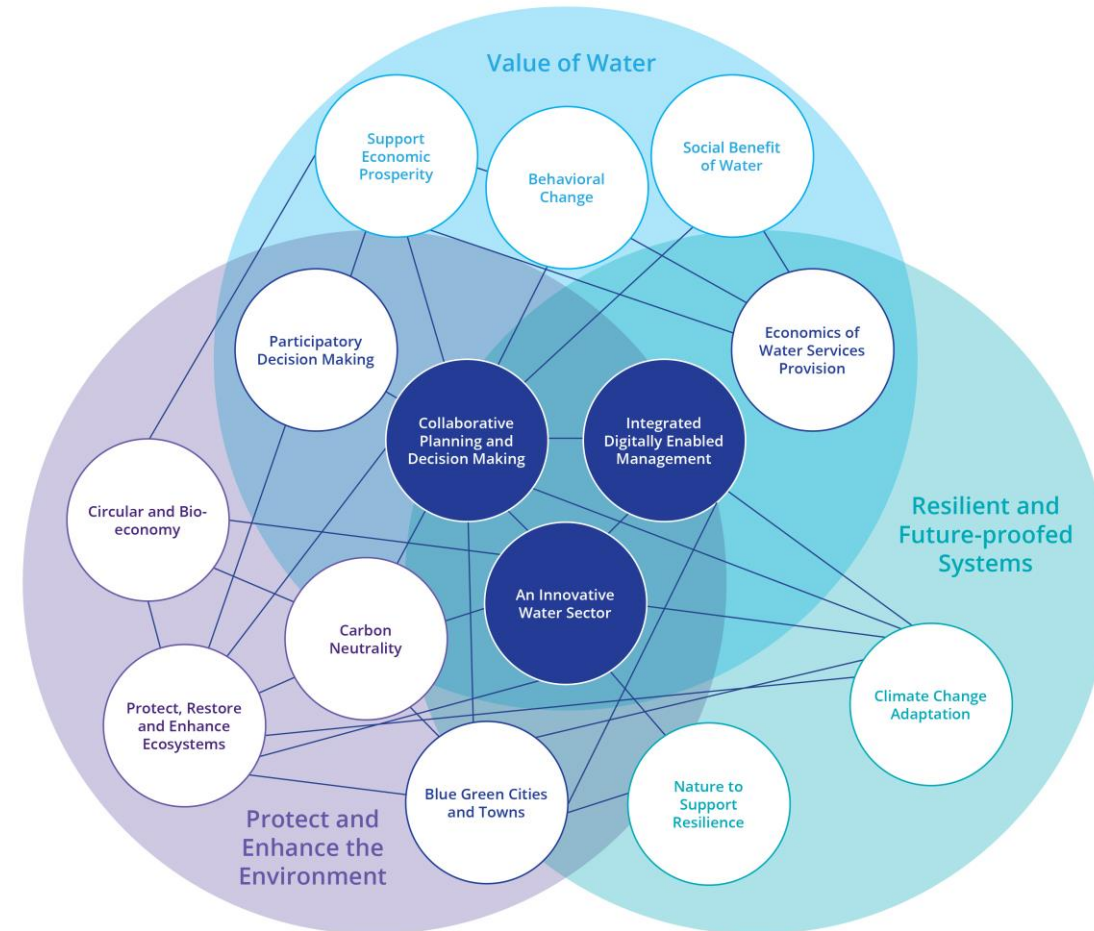 Value of Water
Support
Economic
Prosperity
Behavioral
Change
Social Benefit
of Water
Participatory
Decision Making
Economics of
Water Services
Provision
Collaborative
Planning and
Decision Making
Integrated
Digitally Enabled
Management
Circular and Bio-
economy
Resilient and
Future-proofed
Systems
An Innovative
Water Sector
Carbon
Neutrality
Protect, Restore
and Enhance
Ecosystems
Climate Change
Adaptation
Blue Green Cities
and Towns
Nature to
Support
Resilience
Protect and
Enhance the
Environment